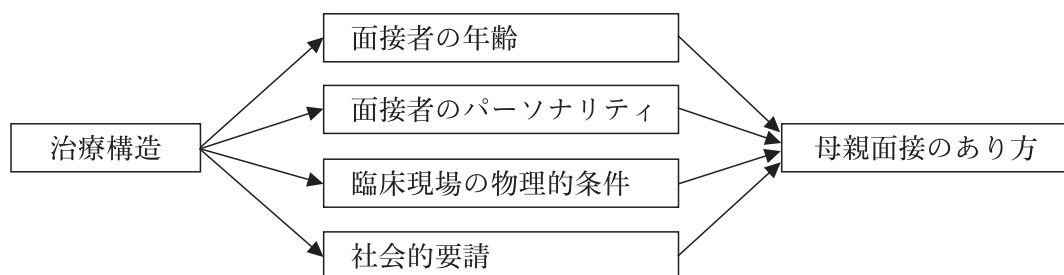 面接者の年齢
面接者のパーソナリティ
治療構造
母親面接のあり方
臨床現場の物理的条件
社会的要請